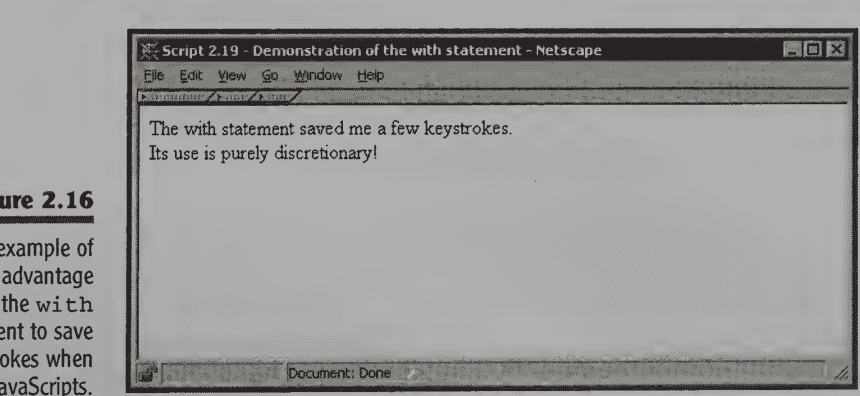 Script 2.19 - Demonstration of the with statement - Netscape
File Edit View Go Window Help
The with statement saved me a few keystrokes.
Its use is purely discretionary!
Document: Done
ure 2.16
example of
advantage
the with
ent to save
okes when
avaScripts.